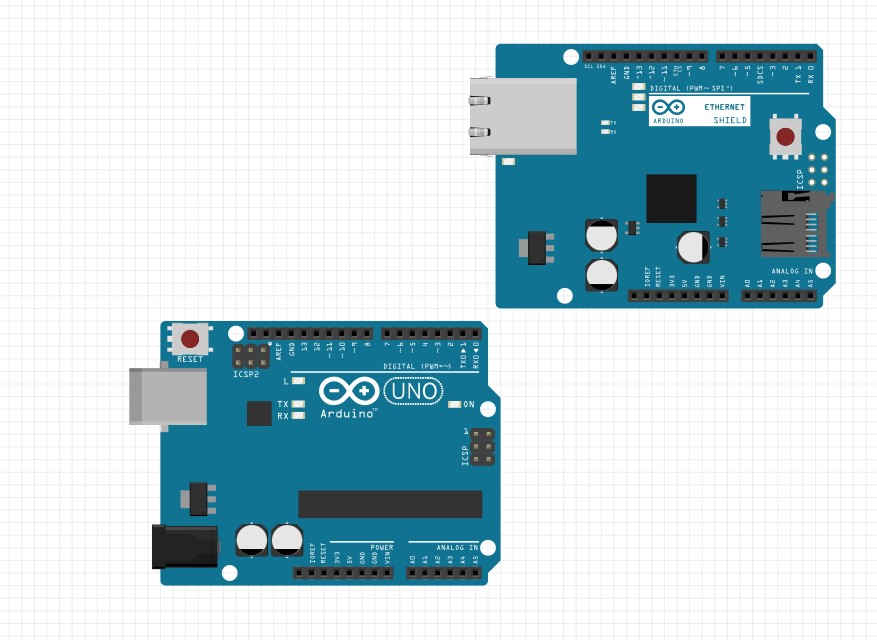 SCL SDA AREF GND ^13 ^12 ~11 ~9 8 7 ~6 ~5 SDCS ~3 2 TX 1 RX 0
DIGITAL (PWM~ SPI^)
ETHERNET
ARDUINO SHIELD
TX
RX
ICSP
ANALOG IN
IOREF RESET 3V3 5V GND GND VIN A0 A1 A2 A3 A4 A5
RESET
AREF GND 13 12 ~11 ~10 ~9 8 7 ~6 ~5 4 ~3 2 TXD▶1 RXD◀0
ICSP2
DIGITAL (PWM=~)
L
UNO
TX
RX
ON
Arduino™
1
ICSP
POWER ANALOG IN
IOREF RESET 3V3 5V GND GND VIN A0 A1 A2 A3 A4 A5